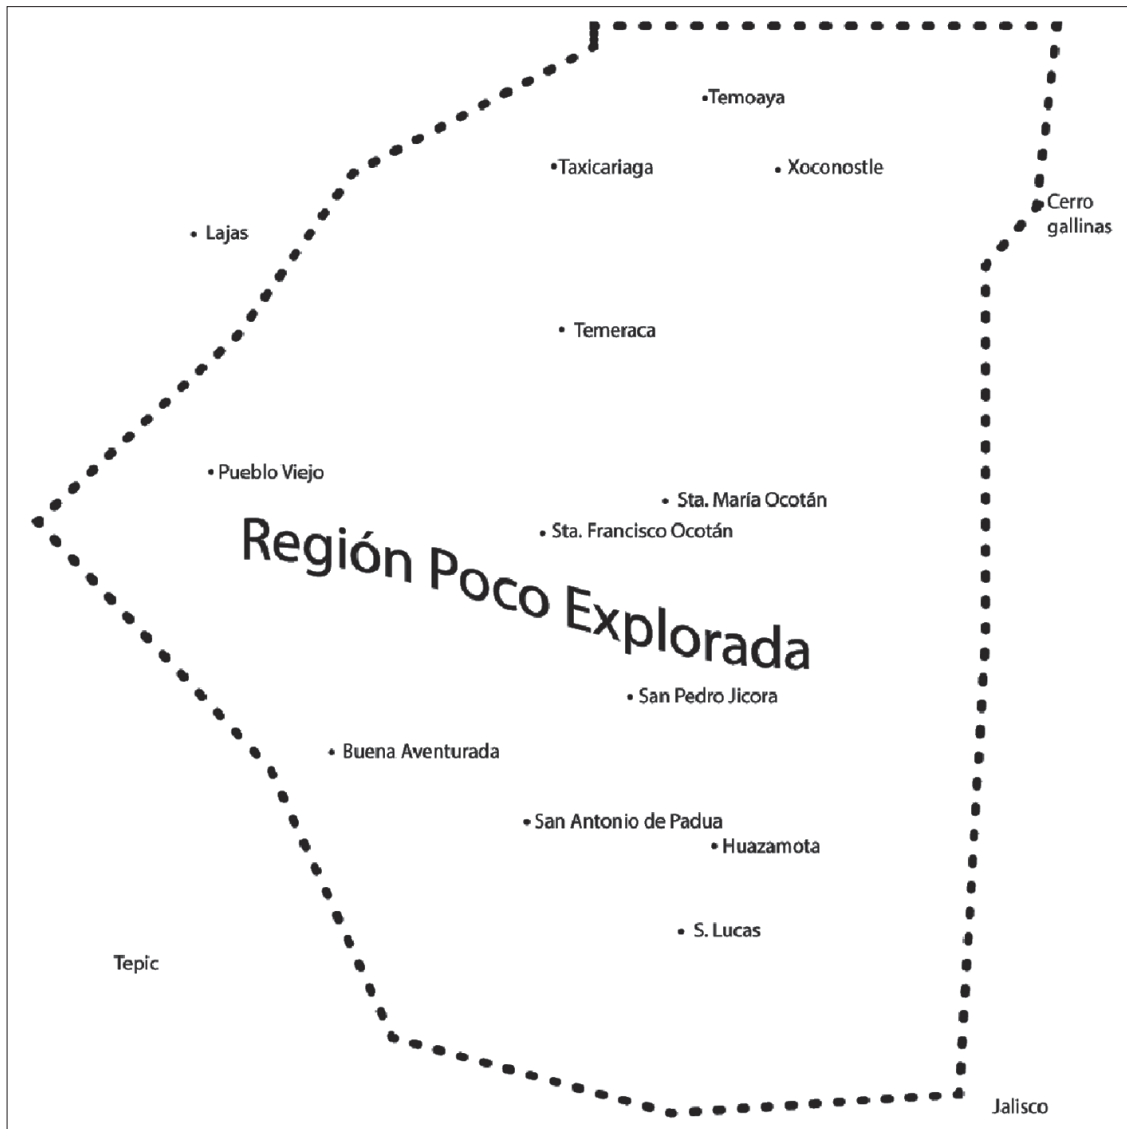 Temoaya
Taxicariaga
Xoconostle
Cerro
gallinas
Lajas
Temeraca
Pueblo Viejo
Sta. María Ocotán
Sta. Francisco Ocotán
Región Poco Explorada
San Pedro Jicora
Buena Aventurada
San Antonio de Padua
Huazamota
S. Lucas
Tepic
Jalisco